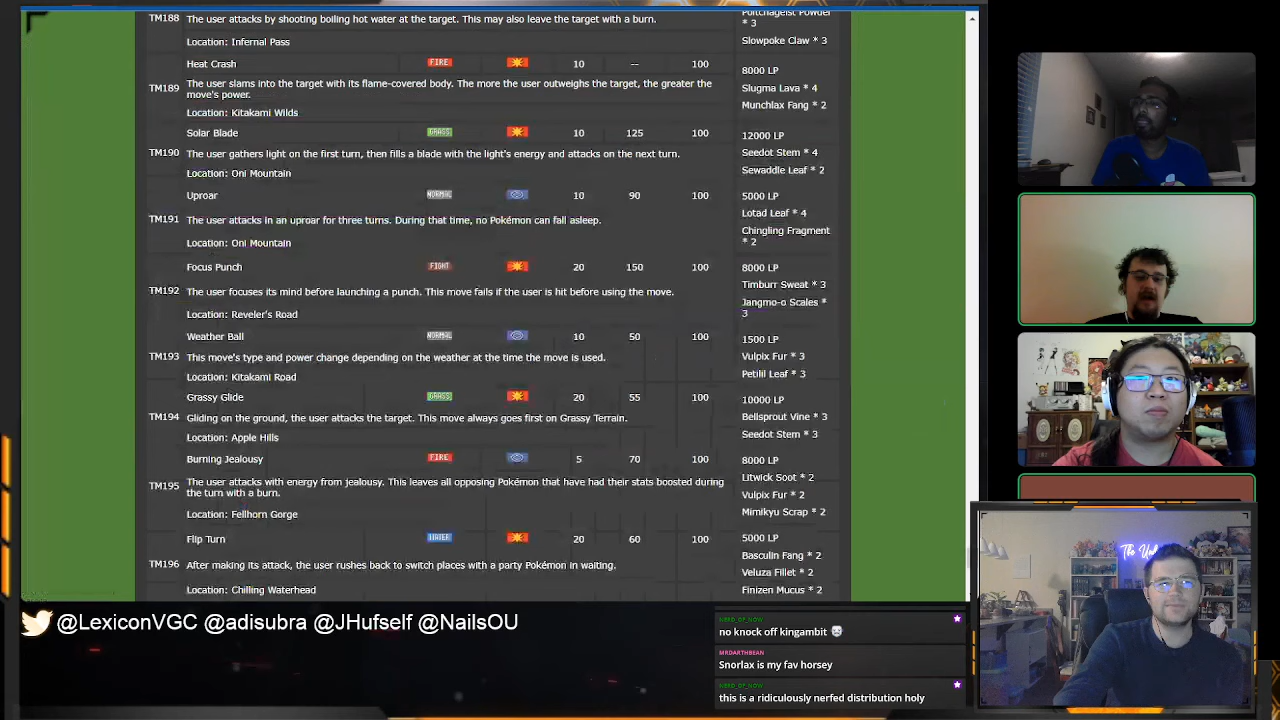 TM188 The user attacks by shooting boiling hot water at the target. This may also leave the target with a burn. Poltchageist Powder * 3
Location: Infernal Pass Slowpoke Claw * 3
Heat Crash FIRE 10 — 100 8000 LP
TM189 The user slams into the target with its flame-covered body. The more the user outweighs the target, the greater the Slugma Lava * 4
move's power. Munchlax Fang * 2
Location: Kitakami Wilds
Solar Blade GRASS 10 125 100 12000 LP
TM190 The user gathers light on the first turn, then fills a blade with the light's energy and attacks on the next turn. Seedot Stem * 4
Location: Oni Mountain Sewaddle Leaf * 2
Uproar NORMAL 10 90 100 5000 LP
TM191 The user attacks in an uproar for three turns. During that time, no Pokémon can fall asleep. Lotad Leaf * 4
Location: Oni Mountain Chingling Fragment * 2
Focus Punch FIGHT 20 150 100 8000 LP
TM192 The user focuses its mind before launching a punch. This move fails if the user is hit before using the move. Timburr Sweat * 3
Location: Reveler's Road Jangmo-o Scales * 3
Weather Ball NORMAL 10 50 100 1500 LP
TM193 This move's type and power change depending on the weather at the time the move is used. Vulpix Fur * 3
Location: Kitakami Road Petilil Leaf * 3
Grassy Glide GRASS 20 55 100 10000 LP
TM194 Gliding on the ground, the user attacks the target. This move always goes first on Grassy Terrain. Bellsprout Vine * 3
Location: Apple Hills Seedot Stem * 3
Burning Jealousy FIRE 5 70 100 8000 LP
TM195 The user attacks with energy from jealousy. This leaves all opposing Pokémon that have had their stats boosted during Litwick Soot * 2
the turn with a burn. Vulpix Fur * 2
Location: Fellhorn Gorge Mimikyu Scrap * 2
Flip Turn WATER 20 60 100 5000 LP
TM196 After making its attack, the user rushes back to switch places with a party Pokémon in waiting. Basculin Fang * 2
Veluza Fillet * 2
Location: Chilling Waterhead Finizen Mucus * 2
@LexiconVGC @adisubra @JHufself @NailsOU
NERD_OF_NOW
no knock off kingambit
MRDARTHBEAN
Snorlax is my fav horsey
NERD_OF_NOW
this is a ridiculously nerfed distribution holy